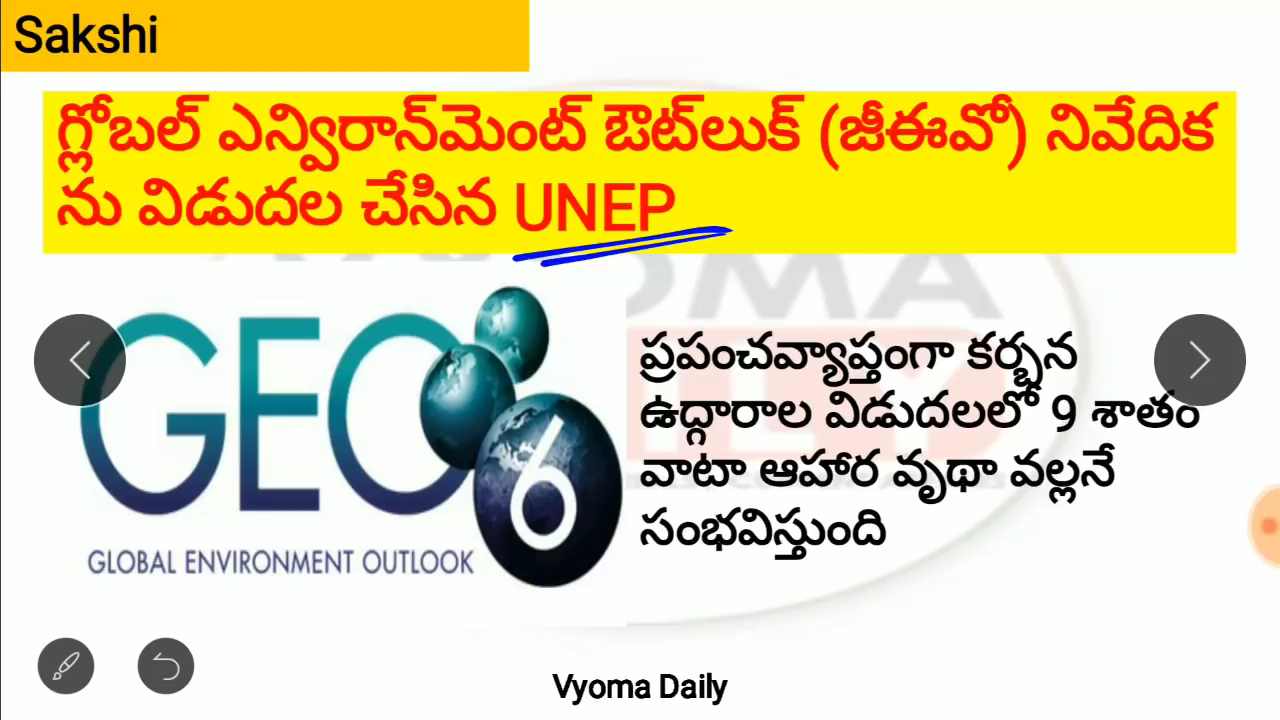 Sakshi
గ్లోబల్ ఎన్విరాన్‌మెంట్ ఔట్‌లుక్ (జీఈవో) నివేదిక
ను విడుదల చేసిన UNEP
GEO
6
GLOBAL ENVIRONMENT OUTLOOK
ప్రపంచవ్యాప్తంగా కర్బన
ఉద్గారాల విడుదలలో 9 శాతం
వాటా ఆహార వృథా వల్లనే
సంభవిస్తుంది
Vyoma Daily